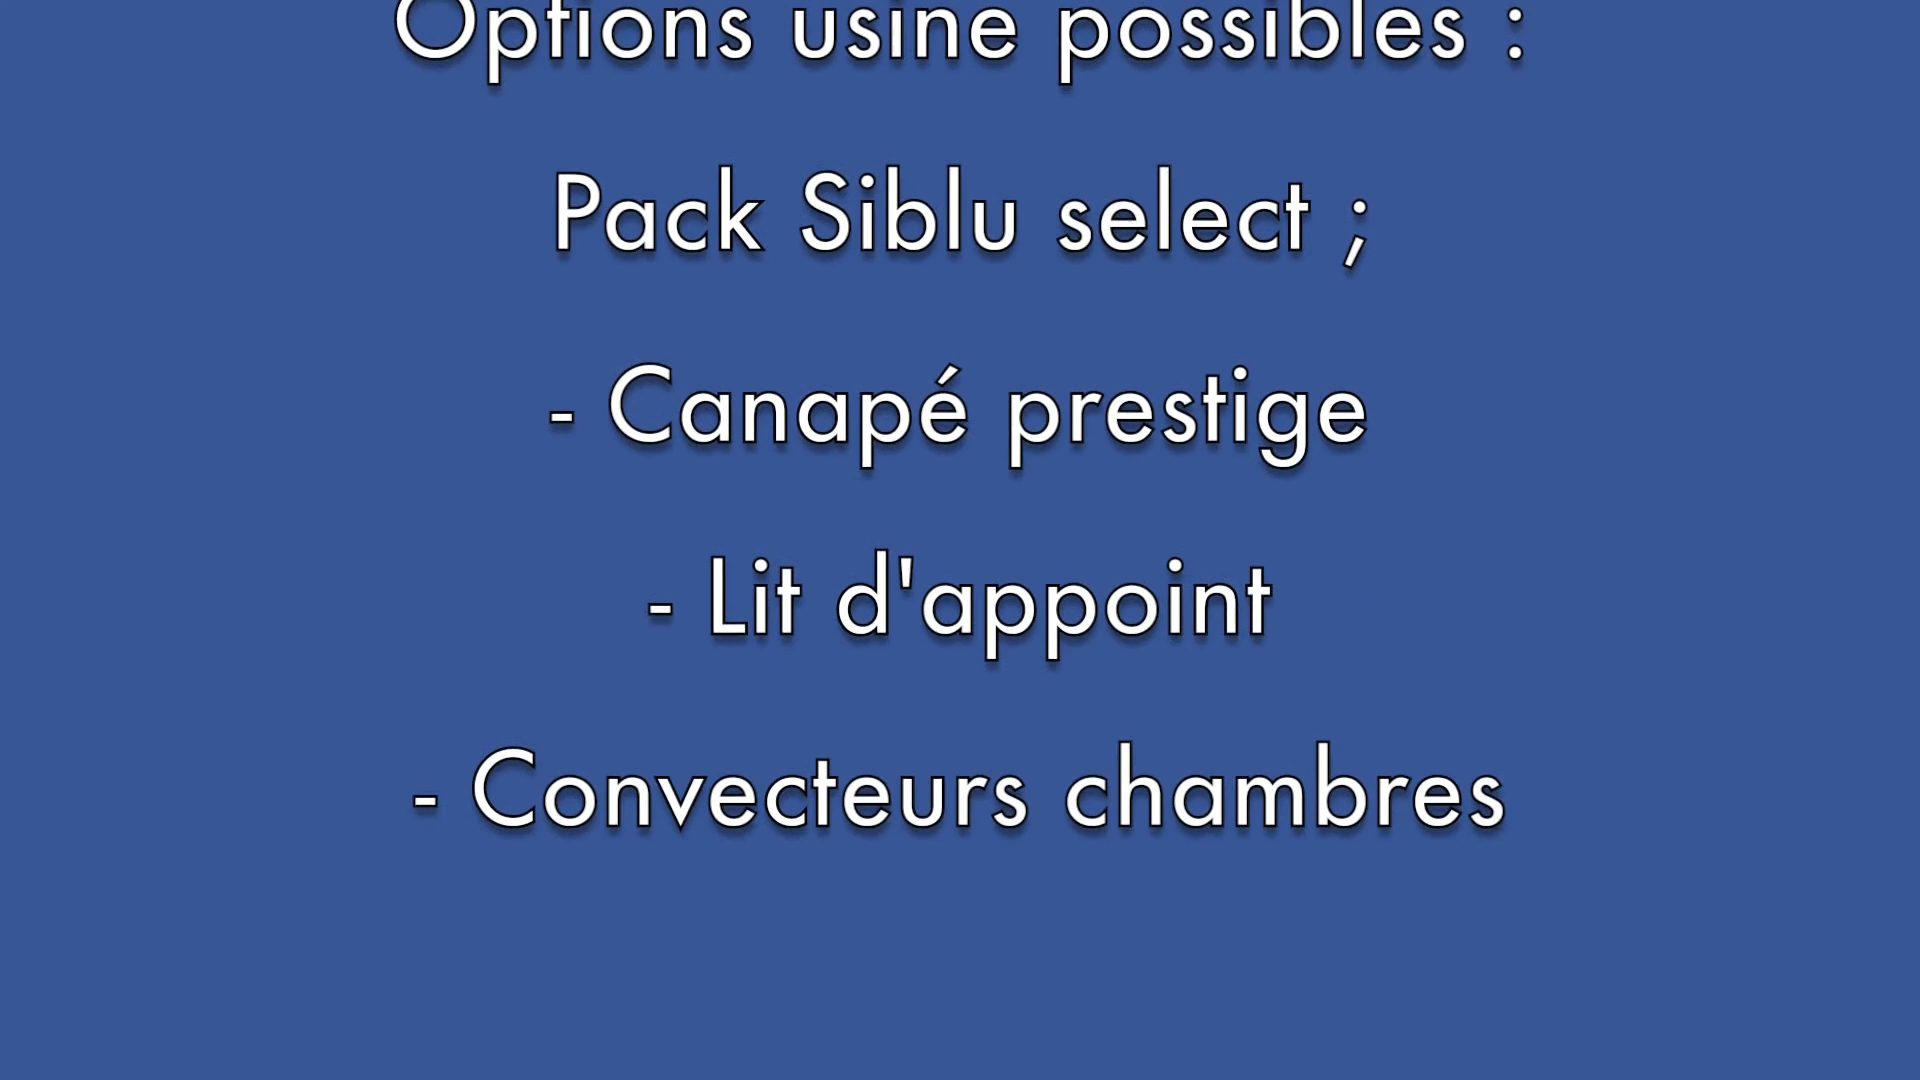 Options usine possibles :
Pack Siblu select ;
- Canapé prestige
- Lit d'appoint
- Convecteurs chambres